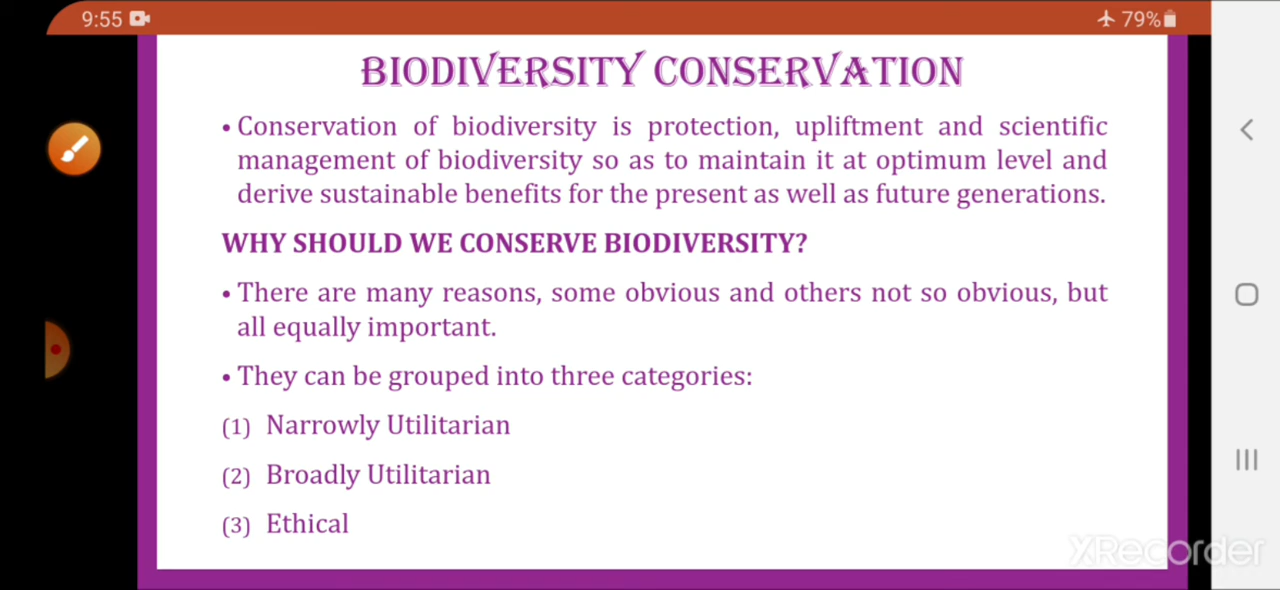 9:55
79%
BIODIVERSITY CONSERVATION
• Conservation of biodiversity is protection, upliftment and scientific
management of biodiversity so as to maintain it at optimum level and
derive sustainable benefits for the present as well as future generations.
WHY SHOULD WE CONSERVE BIODIVERSITY?
• There are many reasons, some obvious and others not so obvious, but
all equally important.
• They can be grouped into three categories:
(1) Narrowly Utilitarian
(2) Broadly Utilitarian
(3) Ethical
XRecorder